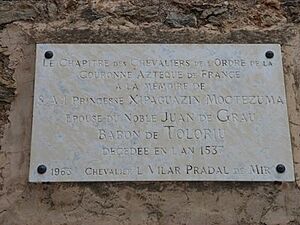 LE CHAPITRE DES CHEVALIERS DE L'ORDRE DE LA
COURONNE AZTEQUE DE FRANCE
A LA MEMOIRE DE
S.A.I. PRINCESSE XIPAGUAZIN MOCTEZUMA
EPOUSE DU NOBLE JUAN DE GRAU
BARON DE TOLORIU
DECEDEE EN L'AN 1537
1963 CHEVALIER L. VILAR PRADAL DE MIR